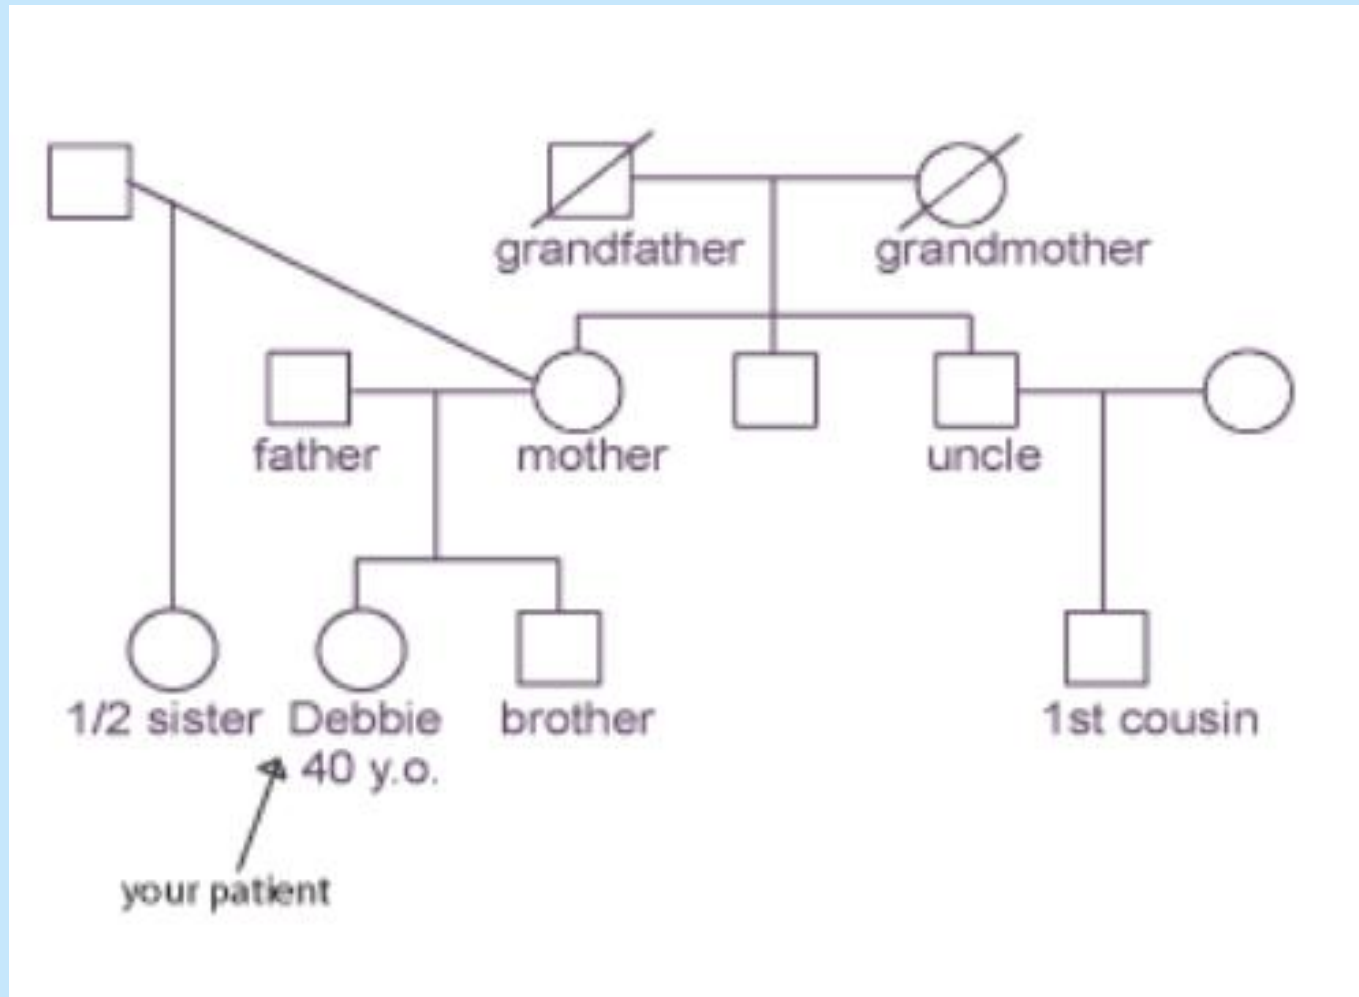 grandfather
grandmother
father
mother
uncle
1/2 sister
Debbie
40 y.o.
brother
1st cousin
your patient